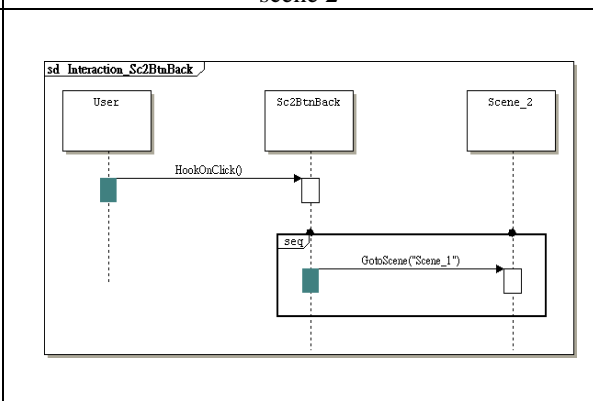 scene 2
sd Interaction_Sc2BtnBack
User
Sc2BtnBack
Scene_2
HookOnClick()
seq
GotoScene("Scene_1")